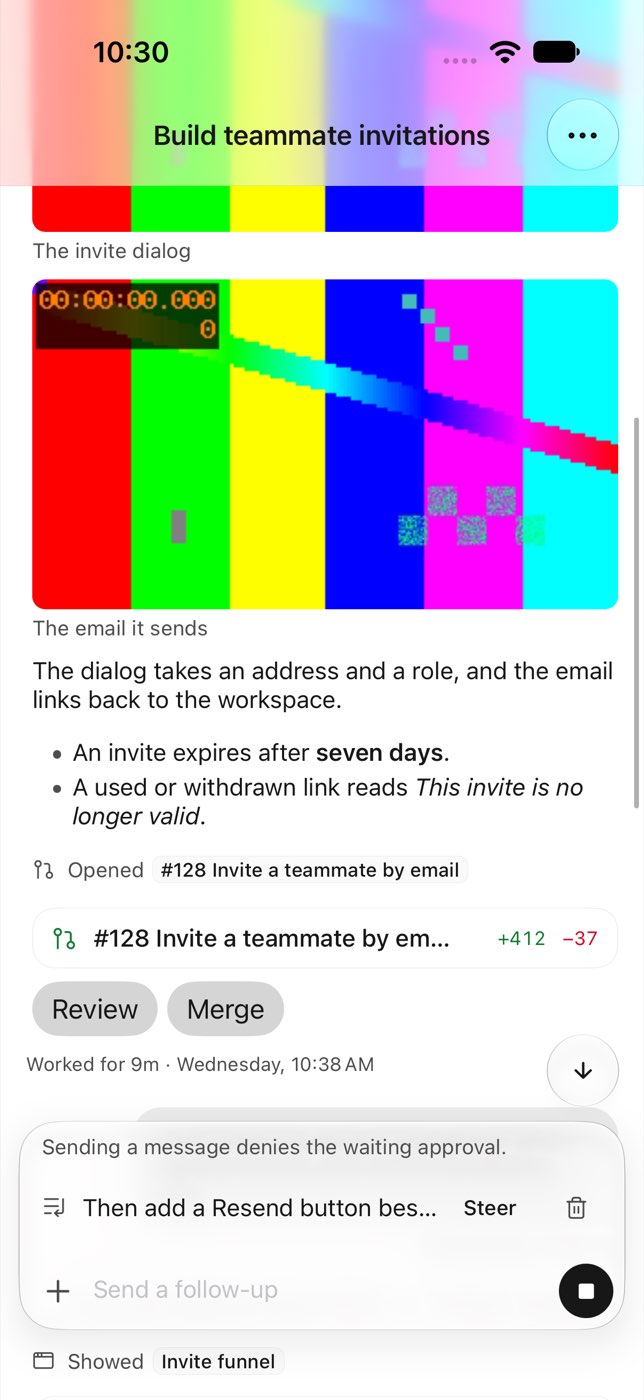 10:30
Build teammate invitations
The invite dialog
00:00:00.000
0
The email it sends
The dialog takes an address and a role, and the email
links back to the workspace.
An invite expires after seven days.
A used or withdrawn link reads This invite is no
longer valid.
Opened #128 Invite a teammate by email
#128 Invite a teammate by em... +412 −37
Review Merge
Worked for 9m · Wednesday, 10:38 AM
Sending a message denies the waiting approval.
Then add a Resend button bes... Steer
Send a follow-up
Showed Invite funnel